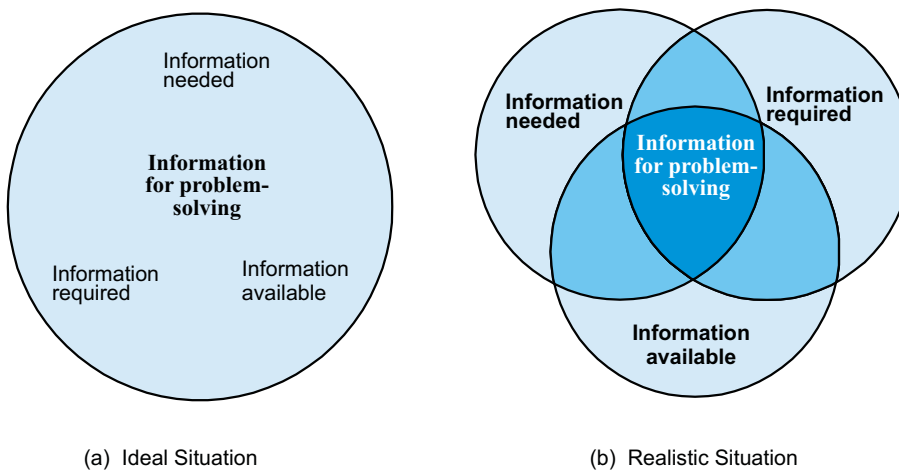 Information
needed
Information
for problem-
solving
Information
required
Information
available
(a) Ideal Situation
Information
needed
Information
required
Information
for problem-
solving
Information
available
(b) Realistic Situation